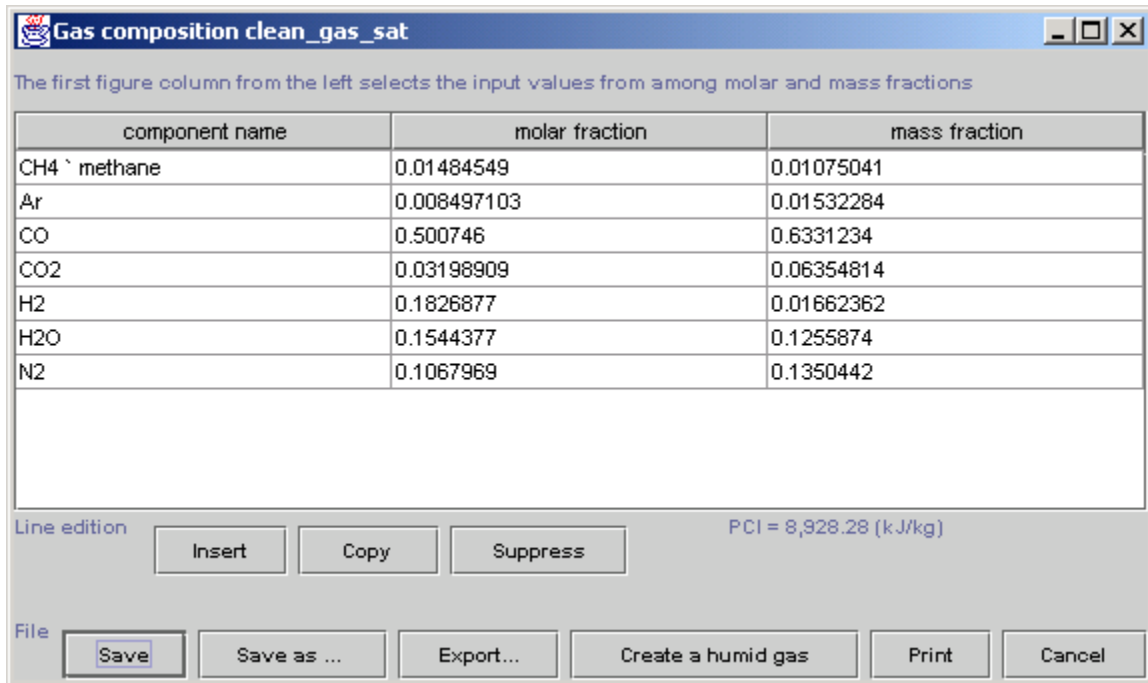 Gas composition clean_gas_sat
The first figure column from the left selects the input values from among molar and mass fractions
component name molar fraction mass fraction
CH4 ` methane 0.01484549 0.01075041
Ar 0.008497103 0.01532284
CO 0.500746 0.6331234
CO2 0.03198909 0.06354814
H2 0.1826877 0.01662362
H2O 0.1544377 0.1255874
N2 0.1067969 0.1350442
Line edition Insert Copy Suppress PCI = 8,928.28 (kJ/kg)
File Save Save as ... Export... Create a humid gas Print Cancel